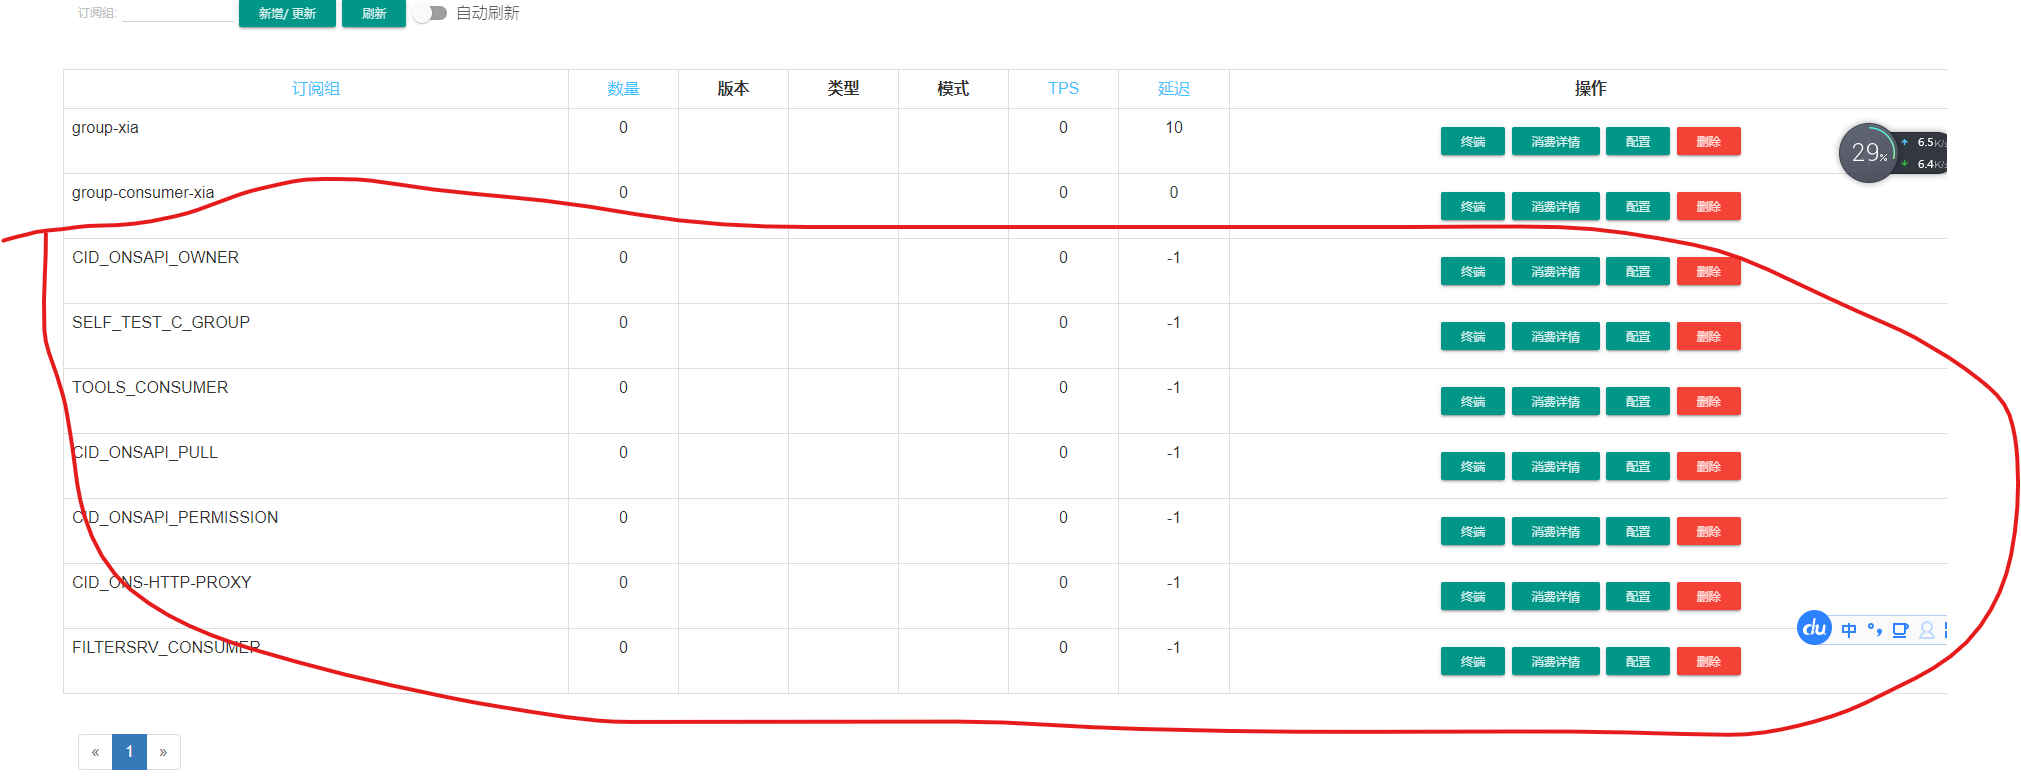 订阅组: 新增/ 更新 刷新 自动刷新
订阅组 数量 版本 类型 模式 TPS 延迟 操作
group-xia 0 0 10 终端 消费详情 配置 删除
29% 6.5K/s
6.4K/s
group-consumer-xia 0 0 0 终端 消费详情 配置 删除
CID_ONSAPI_OWNER 0 0 -1 终端 消费详情 配置 删除
SELF_TEST_C_GROUP 0 0 -1 终端 消费详情 配置 删除
TOOLS_CONSUMER 0 0 -1 终端 消费详情 配置 删除
CID_ONSAPI_PULL 0 0 -1 终端 消费详情 配置 删除
CID_ONSAPI_PERMISSION 0 0 -1 终端 消费详情 配置 删除
CID_ONS-HTTP-PROXY 0 0 -1 终端 消费详情 配置 删除
du 中
FILTERSRV_CONSUMER 0 0 -1 终端 消费详情 配置 删除
« 1 »